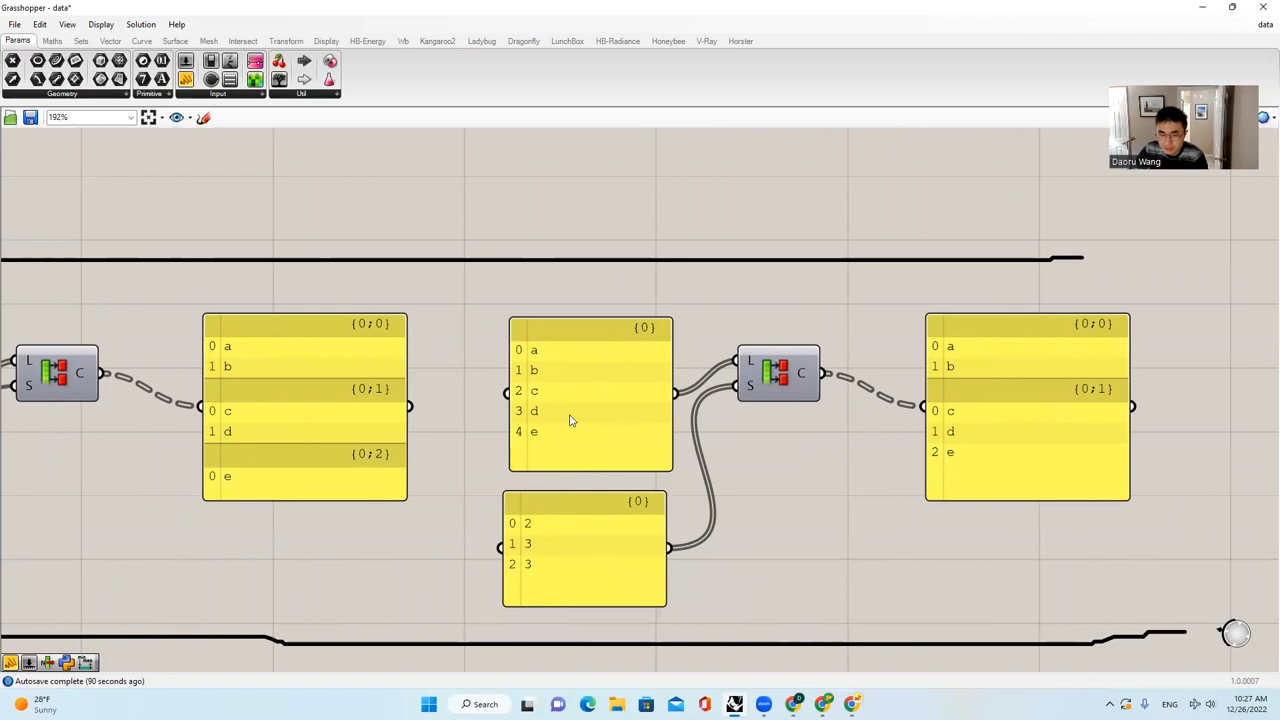 Grasshopper - data*
File Edit View Display Solution Help
data
Params Maths Sets Vector Curve Surface Mesh Intersect Transform Display HB-Energy Wb Kangaroo2 Ladybug Dragonfly LunchBox HB-Radiance Honeybee V-Ray Horster
Geometry Primitive Input Util
192%
Daoru Wang
L
S
C
{0;0}
0 a
1 b
{0;1}
0 c
1 d
{0;2}
0 e
{0}
0 a
1 b
2 c
3 d
4 e
{0}
0 2
1 3
2 3
L
S
C
{0;0}
0 a
1 b
{0;1}
0 c
1 d
2 e
Autosave complete (90 seconds ago)
1.0.0007
28°F
Sunny
Search
ENG
10:27 AM
12/26/2022